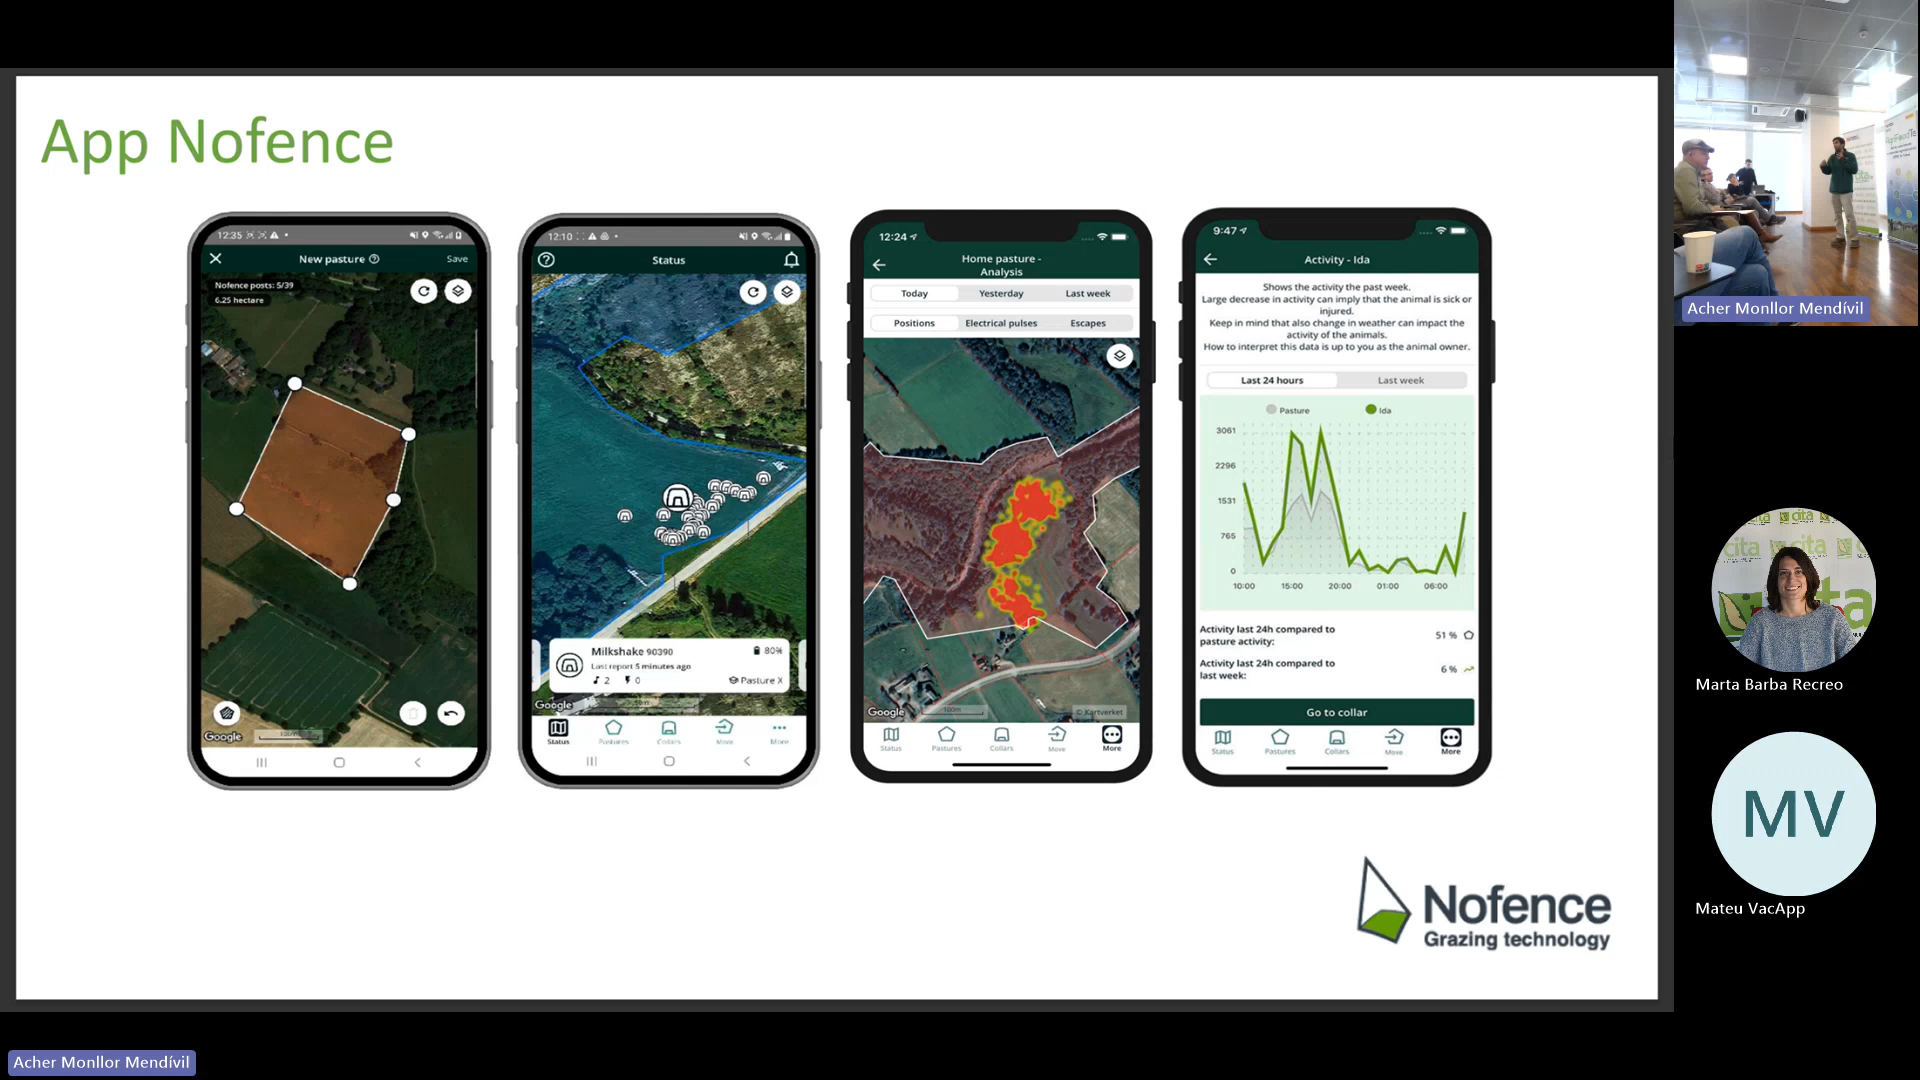 App Nofence
12:35
New pasture
Save
Nofence posts: 5/39
6.25 hectare
Google
100m
12:10
Status
Milkshake 90390
80%
Last report 5 minutes ago
2
0
Pasture X
Google
Status
Pastures
Collars
Move
More
12:24
Home pasture -
Analysis
Today
Yesterday
Last week
Positions
Electrical pulses
Escapes
Google
100m
© Kartverket
Status
Pastures
Collars
Move
More
9:47
Activity - Ida
Shows the activity the past week.
Large decrease in activity can imply that the animal is sick or
injured.
Keep in mind that also change in weather can impact the
activity of the animals.
How to interpret this data is up to you as the animal owner.
Last 24 hours
Last week
Pasture
Ida
3061
2296
1531
765
0
10:00
15:00
20:00
01:00
06:00
Activity last 24h compared to
pasture activity:
51 %
Activity last 24h compared to
last week:
6 %
Go to collar
Status
Pastures
Collars
Move
More
Nofence
Grazing technology
Acher Monllor Mendívil
cita
Marta Barba Recreo
MV
Mateu VacApp
Acher Monllor Mendívil